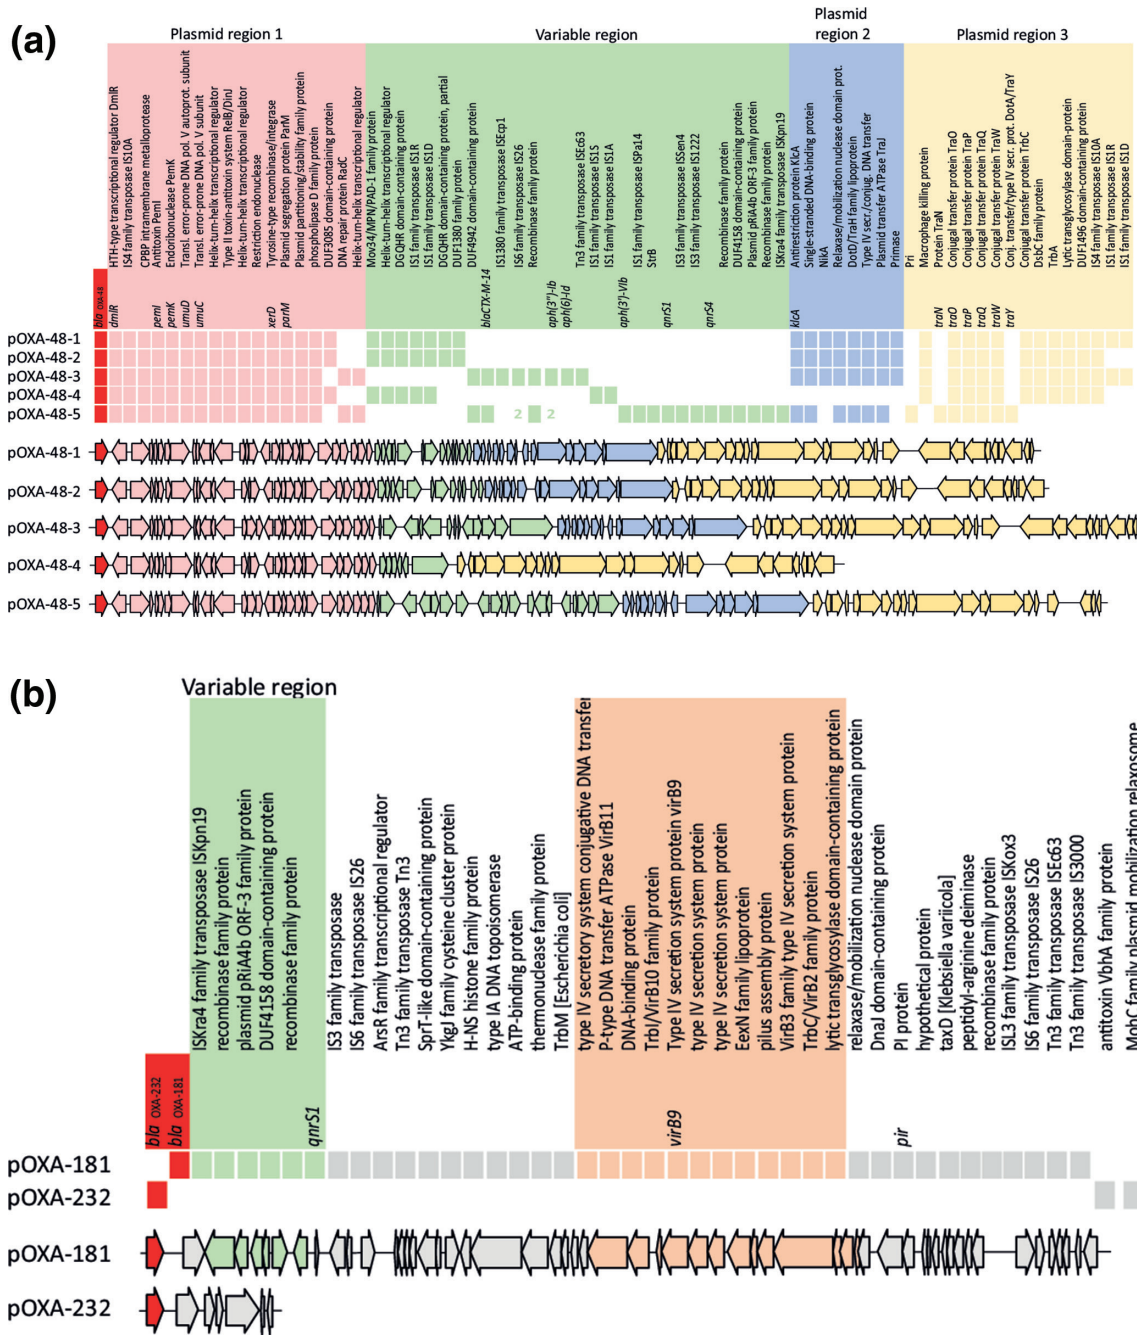 (a)
Plasmid region 1
Variable region
Plasmid region 2
Plasmid region 3
HTH-type transcriptional regulator DmlR
IS4 family transposase IS10A
CPBP intramembrane metalloprotease
Antitoxin PemI
Endoribonuclease PemK
Transl. error-prone DNA pol. V autoprot. subunit
Transl. error-prone DNA pol. V subunit
Helix-turn-helix transcriptional regulator
Type II toxin-antitoxin system RelB/DinJ
Helix-turn-helix transcriptional regulator
Restriction endonuclease
Tyrosine-type recombinase/integrase
Plasmid segregation protein ParM
Plasmid partitioning/stability family protein
phospholipase D family protein
DUF3085 domain-containing protein
DNA repair protein RadC
Helix-turn-helix transcriptional regulator
Mov34/MPN/PAD-1 family protein
Helix-turn-helix transcriptional regulator
DGQHR domain-containing protein
IS1 family transposase IS1R
IS1 family transposase IS1D
DGQHR domain-containing protein, partial
DUF1380 family protein
DUF4942 domain-containing protein
IS1380 family transposase ISEcp1
IS6 family transposase IS26
Recombinase family protein
Tn3 family transposase ISEc63
IS1 family transposase IS1S
IS1 family transposase IS1A
IS1 family transposase ISPa14
StrB
IS3 family transposase ISSen4
IS3 family transposase IS1222
Recombinase family protein
DUF4158 domain-containing protein
Plasmid pRiA4b ORF-3 family protein
Recombinase family protein
ISKra4 family transposase ISKpn19
Antirestriction protein KlcA
Single-stranded DNA-binding protein
NikA
Relaxase/mobilization nuclease domain prot.
DotD/TraH family lipoprotein
Type IV secr./conjug. DNA transfer
Plasmid transfer ATPase TraJ
Primase
Pri
Macrophage killing protein
Protein TraN
Conjugal transfer protein TraO
Conjugal transfer protein TraP
Conjugal transfer protein TraQ
Conjugal transfer protein TraW
Conj. transfer/type IV secr. prot. DotA/TraY
Conjugal transfer protein TrbC
DsbC family protein
TrbA
Lytic transglycosylase domain-protein
DUF1496 domain-containing protein
IS4 family transposase IS10A
IS1 family transposase IS1R
IS1 family transposase IS1D
bla OXA-48
dmlR
pemI
pemK
umuD
umuC
xerD
parM
blaCTX-M-14
aph(3'')-Ib
aph(6)-Id
aph(3')-VIb
qnrS1
qnrS4
klcA
traN
traO
traP
traQ
traW
traY
pOXA-48-1
pOXA-48-2
pOXA-48-3
pOXA-48-4
pOXA-48-5
2
2
pOXA-48-1
pOXA-48-2
pOXA-48-3
pOXA-48-4
pOXA-48-5
(b)
Variable region
ISKra4 family transposase ISKpn19
recombinase family protein
plasmid pRiA4b ORF-3 family protein
DUF4158 domain-containing protein
recombinase family protein
IS3 family transposase
IS6 family transposase IS26
ArsR family transcriptional regulator
Tn3 family transposase Tn3
SprT-like domain-containing protein
YkgJ family cysteine cluster protein
H-NS histone family protein
type IA DNA topoisomerase
ATP-binding protein
thermonuclease family protein
TrbM [Escherichia coli]
type IV secretory system conjugative DNA transfer
P-type DNA transfer ATPase VirB11
DNA-binding protein
TrbI/VirB10 family protein
Type IV secretion system protein virB9
type IV secretion system protein
type IV secretion system protein
EexN family lipoprotein
pilus assembly protein
VirB3 family type IV secretion system protein
TrbC/VirB2 family protein
lytic transglycosylase domain-containing protein
relaxase/mobilization nuclease domain protein
DnaJ domain-containing protein
PI protein
hypothetical protein
taxD [Klebsiella variicola]
peptidyl-arginine deiminase
recombinase family protein
ISL3 family transposase ISKox3
IS6 family transposase IS26
Tn3 family transposase ISEc63
Tn3 family transposase IS3000
antitoxin VbhA family protein
MobC family plasmid mobilization relaxosome
bla OXA-232
bla OXA-181
qnrS1
virB9
pir
pOXA-181
pOXA-232
pOXA-181
pOXA-232